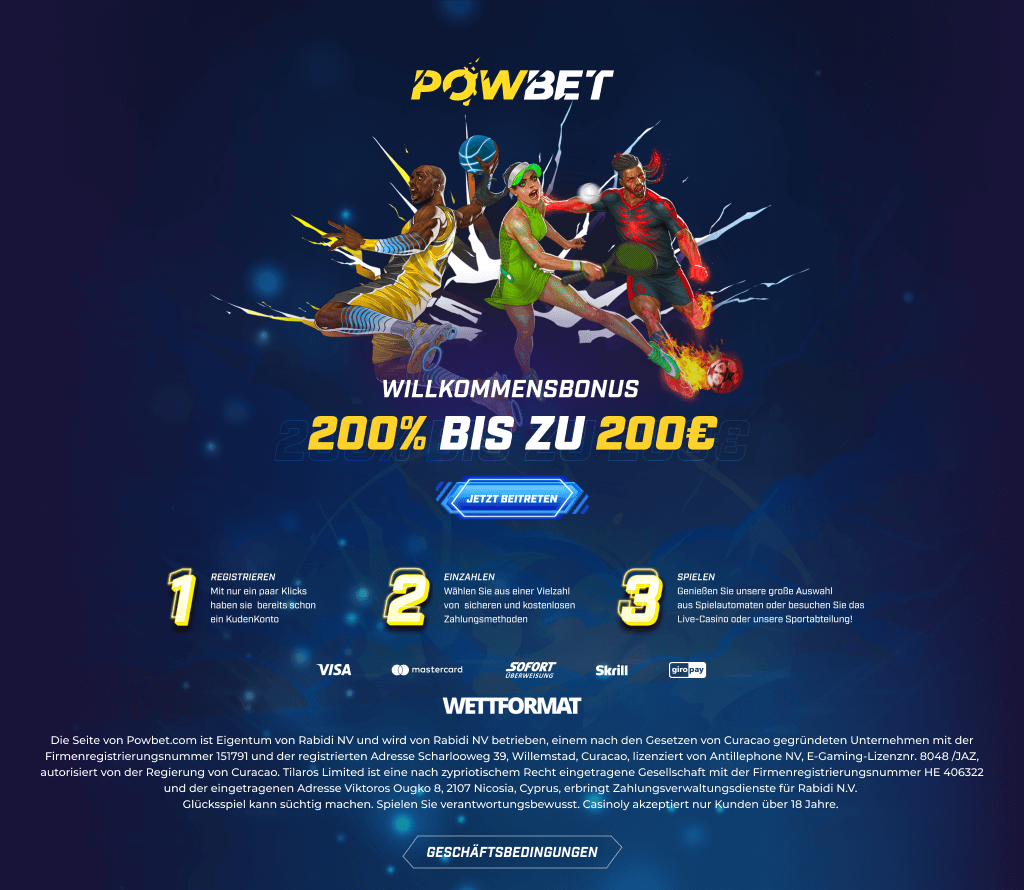 POWBET
WILLKOMMENSBONUS
200% BIS ZU 200€
JETZT BEITRETEN
1
REGISTRIEREN
Mit nur ein paar Klicks
haben sie bereits schon
ein KudenKonto
2
EINZAHLEN
Wählen Sie aus einer Vielzahl
von sicheren und kostenlosen
Zahlungsmethoden
3
SPIELEN
Genießen Sie unsere große Auswahl
aus Spielautomaten oder besuchen Sie das
Live-Casino oder unsere Sportabteilung!
VISA
mastercard
SOFORT
ÜBERWEISUNG
Skrill
giropay
WETTFORMAT
Die Seite von Powbet.com ist Eigentum von Rabidi NV und wird von Rabidi NV betrieben, einem nach den Gesetzen von Curacao gegründeten Unternehmen mit der
Firmenregistrierungsnummer 151791 und der registrierten Adresse Scharlooweg 39, Willemstad, Curacao, lizenziert von Antillephone NV, E-Gaming-Lizenznr. 8048 /JAZ,
autorisiert von der Regierung von Curacao. Tilaros Limited ist eine nach zypriotischem Recht eingetragene Gesellschaft mit der Firmenregistrierungsnummer HE 406322
und der eingetragenen Adresse Viktoros Ougko 8, 2107 Nicosia, Cyprus, erbringt Zahlungsverwaltungsdienste für Rabidi N.V.
Glücksspiel kann süchtig machen. Spielen Sie verantwortungsbewusst. Casinoly akzeptiert nur Kunden über 18 Jahre.
GESCHÄFTSBEDINGUNGEN